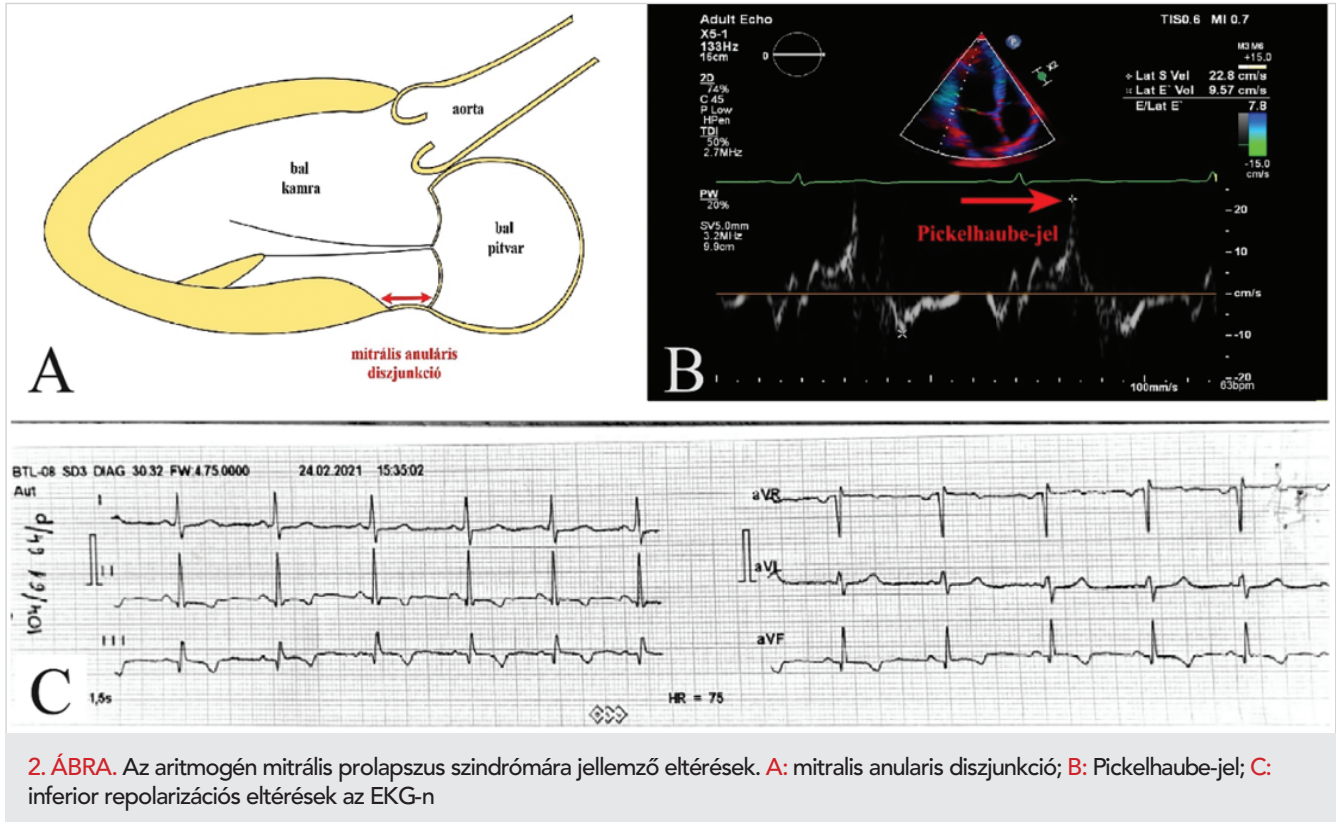 aorta
bal
kamra
bal
pitvar
mitrális anuláris
diszjunkció
A
Adult Echo
X5-1
133Hz
16cm
0
2D
74%
C 45
P Low
HPen
TDI
50%
2.7MHz
TIS0.6 MI 0.7
x2
M3 M6
+15.0
-15.0
cm/s
Lat S Vel 22.8 cm/s
Lat E` Vel 9.57 cm/s
E/Lat E` 7.8
PW
20%
SV5.0mm
3.2MHz
9.9cm
Pickelhaube-jel
20
10
cm/s
-10
-20
100mm/s
63bpm
B
BTL-08 SD3 DIAG 30.32 FW:4.75.0000 24.02.2021 15:35:02
Aut
I
II
III
aVR
aVL
aVF
104/61 64/p
1,5s
HR = 75
C
2. ÁBRA. Az aritmogén mitrális prolapszus szindrómára jellemző eltérések. A: mitralis anularis diszjunkció; B: Pickelhaube-jel; C:
inferior repolarizációs eltérések az EKG-n